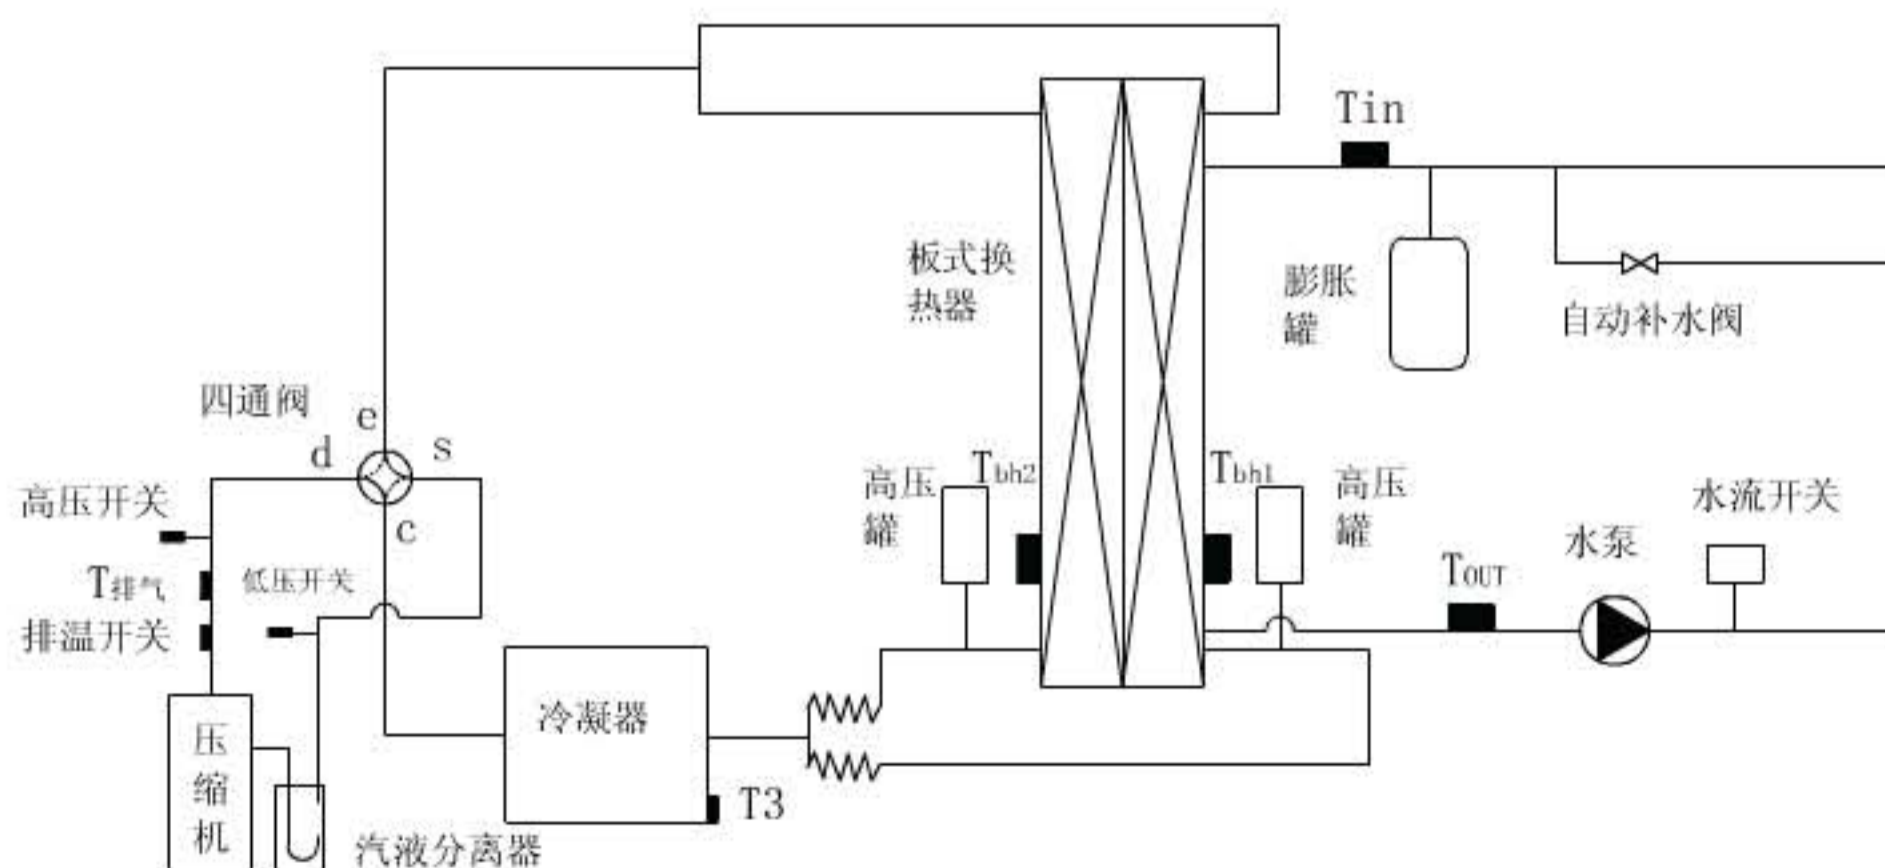 Tin
板式换
热器
膨胀
罐
自动补水阀
四通阀
e
d
s
c
高压开关
T排气
低压开关
排温开关
高压
罐
Tbh2
Tbh1
高压
罐
水流开关
水泵
TOUT
冷凝器
T3
压
缩
机
汽液分离器